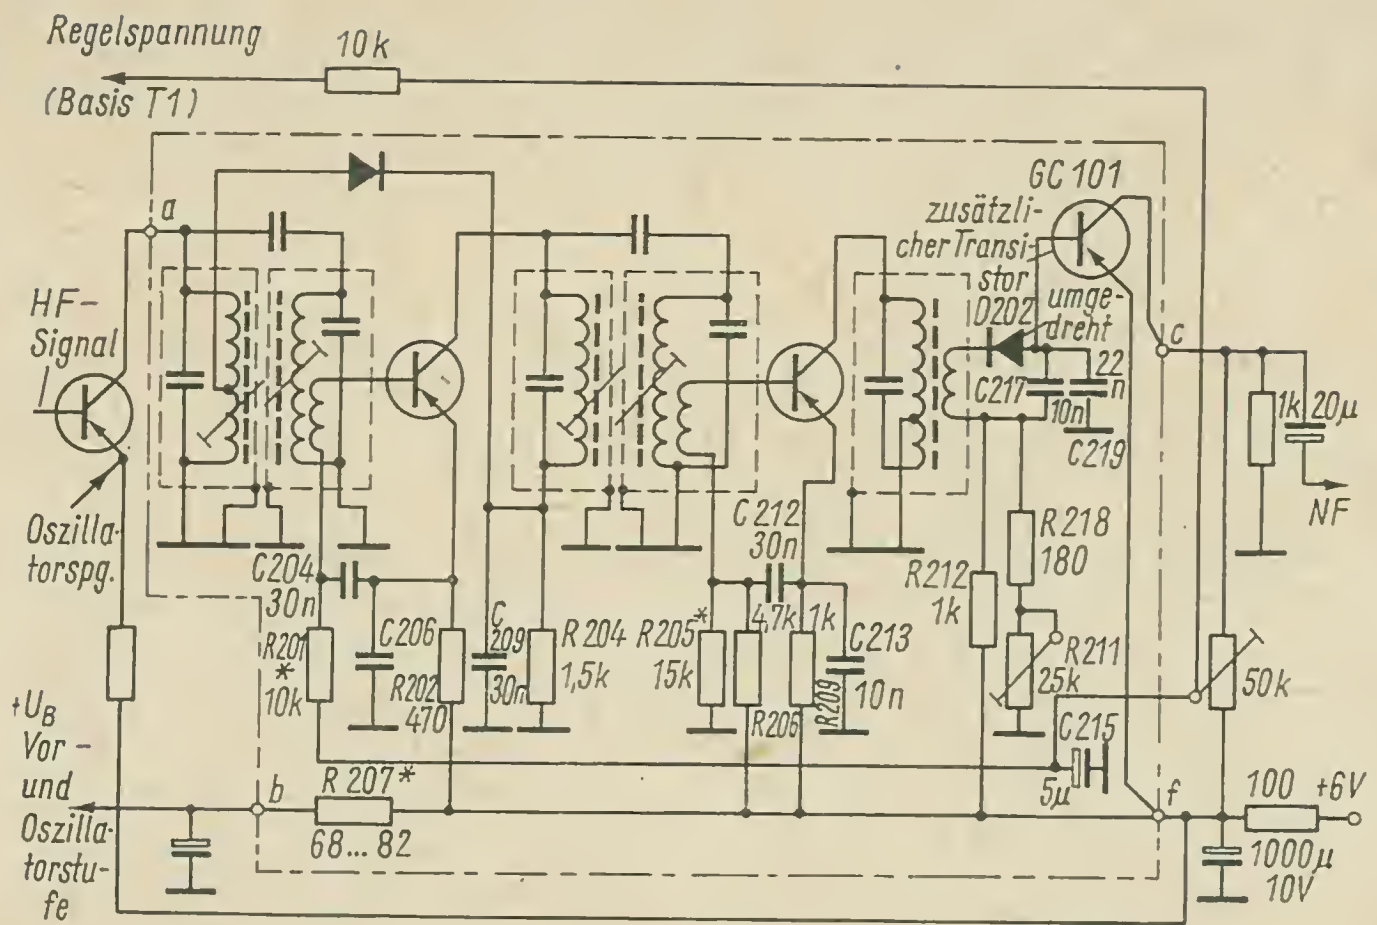 Regelspannung
(Basis T1)
10k
GC101
zusätzli-
cher Transi-
stor
D202
umge-
dreht
a
HF-
Signal
Oszilla-
torspg.
c
C217
10n
22
n
C219
1k
20µ
NF
C204
30n
C212
30n
R218
180
R212
1k
R201
*
10k
C206
R202
470
C
209
30n
R204
1,5k
R205*
15k
4,7k
R206
1k
R209
C213
10n
R211
25k
50k
C215
5µ
+UB
Vor-
und
Oszilla-
torstu-
fe
b
R207*
68...82
f
100
+6V
1000µ
10V